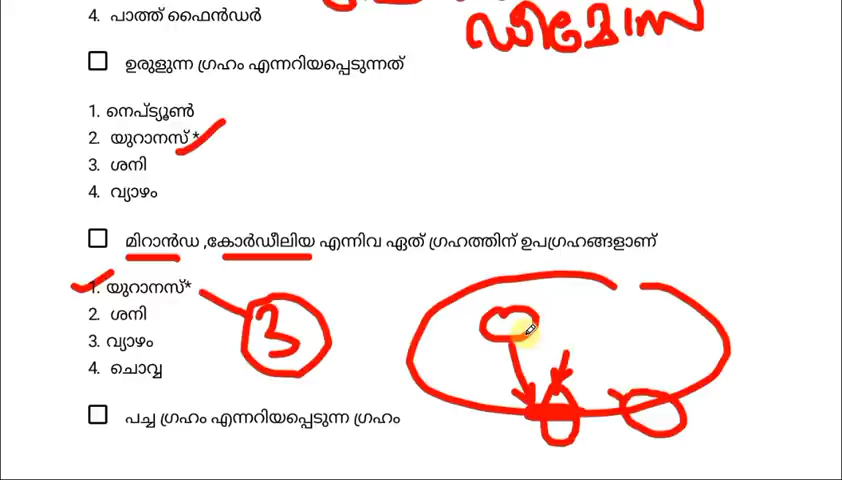 4. പാത്ത് ഫൈൻഡർ
ഡീമോസ
ഉരുളുന്ന ഗ്രഹം എന്നറിയപ്പെടുന്നത്
1. നെപ്ട്യൂൺ
2. യുറാനസ് *
3. ശനി
4. വ്യാഴം
മിറാൻഡ ,കോർഡീലിയ എന്നിവ ഏത് ഗ്രഹത്തിന് ഉപഗ്രഹങ്ങളാണ്
1. യുറാനസ്*
2. ശനി
3. വ്യാഴം
4. ചൊവ്വ
3
പച്ച ഗ്രഹം എന്നറിയപ്പെടുന്ന ഗ്രഹം